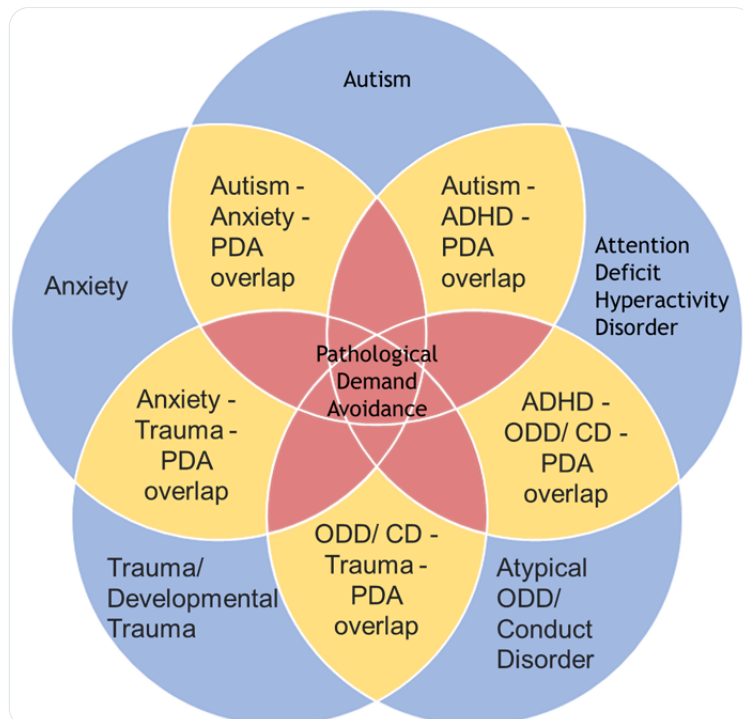 Autism
Autism -
Anxiety -
PDA
overlap
Autism -
ADHD -
PDA
overlap
Anxiety
Attention
Deficit
Hyperactivity
Disorder
Pathological
Demand
Avoidance
Anxiety -
Trauma -
PDA
overlap
ADHD -
ODD/ CD -
PDA
overlap
Trauma/
Developmental
Trauma
ODD/ CD -
Trauma -
PDA
overlap
Atypical
ODD/
Conduct
Disorder